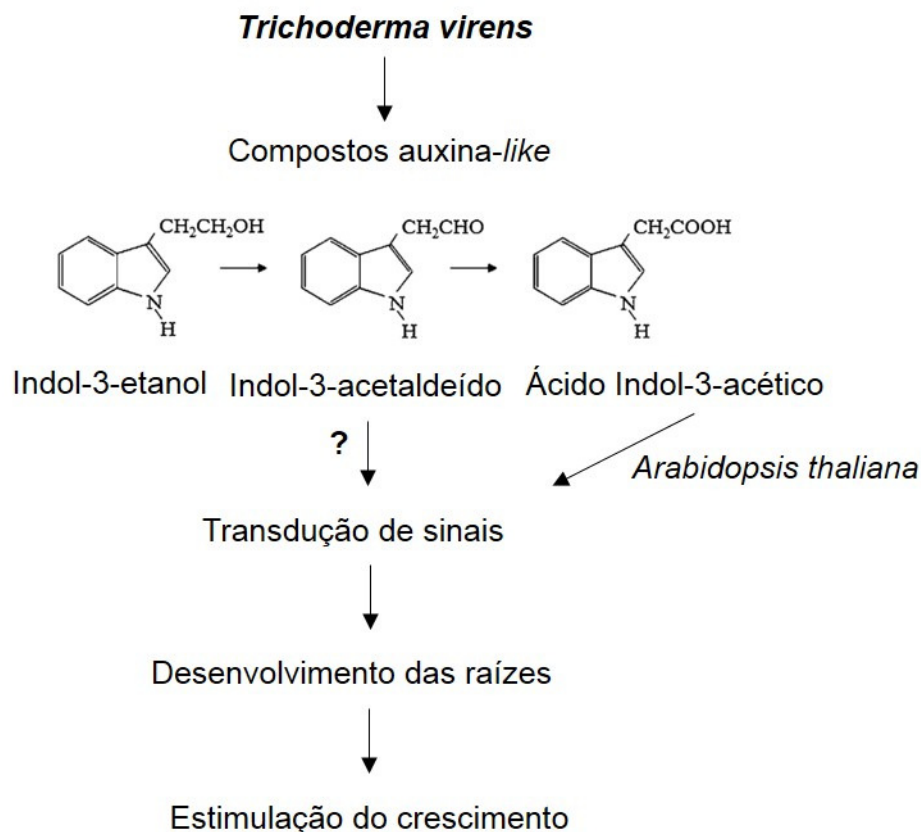 Trichoderma virens
Compostos auxina-like
CH₂CH₂OH CH₂CHO CH₂COOH
N N N
H H H
Indol-3-etanol Indol-3-acetaldeído Ácido Indol-3-acético
?
Arabidopsis thaliana
Transdução de sinais
Desenvolvimento das raízes
Estimulação do crescimento